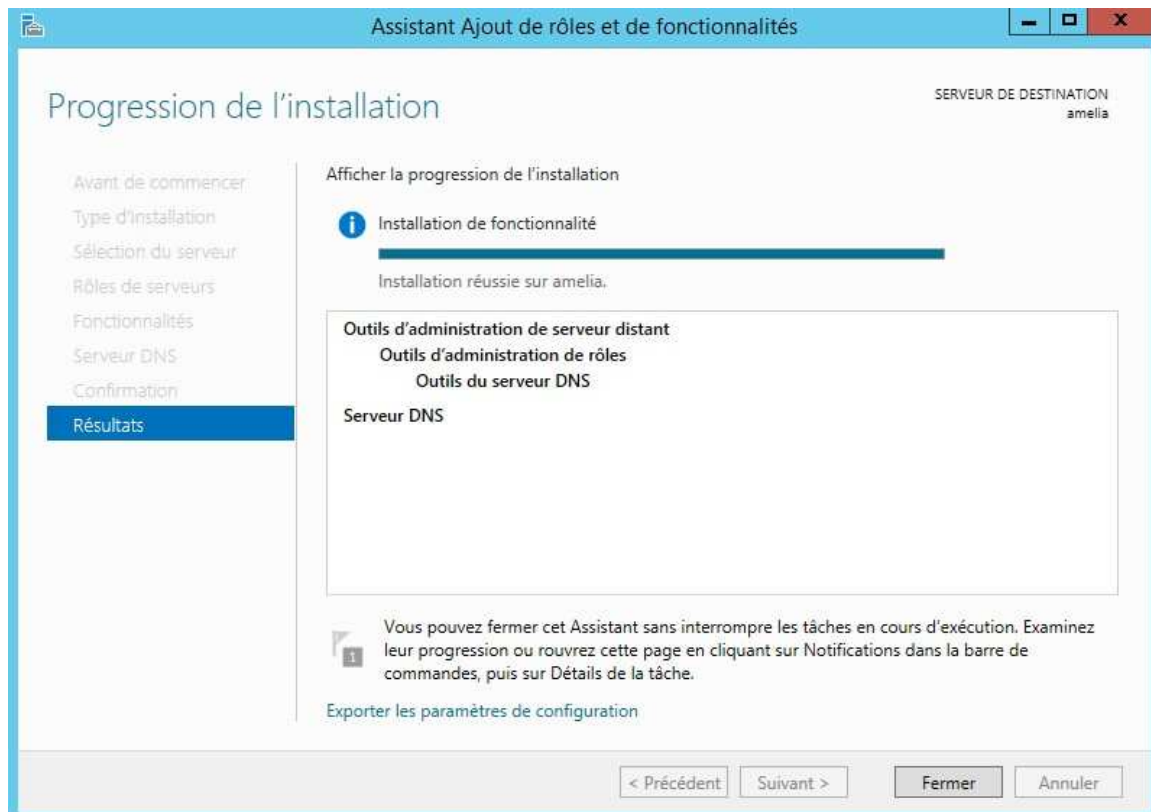 Assistant Ajout de rôles et de fonctionnalités
Progression de l'installation
SERVEUR DE DESTINATION
amelia
Avant de commencer
Type d'installation
Sélection du serveur
Rôles de serveurs
Fonctionnalités
Serveur DNS
Confirmation
Résultats
Afficher la progression de l'installation
Installation de fonctionnalité
Installation réussie sur amelia.
Outils d'administration de serveur distant
Outils d'administration de rôles
Outils du serveur DNS
Serveur DNS
Vous pouvez fermer cet Assistant sans interrompre les tâches en cours d'exécution. Examinez
leur progression ou rouvrez cette page en cliquant sur Notifications dans la barre de
commandes, puis sur Détails de la tâche.
1
Exporter les paramètres de configuration
< Précédent
Suivant >
Fermer
Annuler